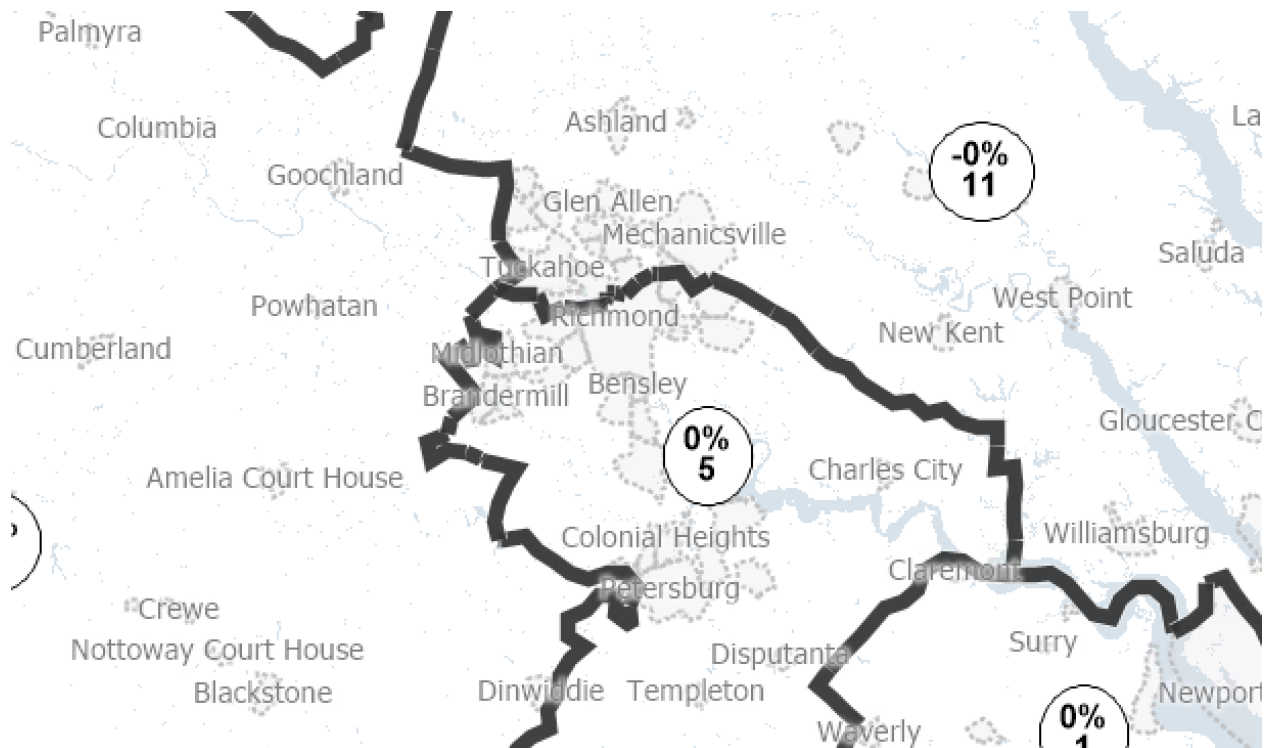 Palmyra
Columbia
Ashland
La
Goochland
-0%
11
Glen Allen
Mechanicsville
Saluda
Tuckahoe
West Point
Powhatan
Richmond
New Kent
Cumberland
Midlothian
Bensley
Brandermill
Gloucester C
0%
5
Charles City
Amelia Court House
Williamsburg
Colonial Heights
Claremont
Petersburg
Crewe
Surry
Nottoway Court House
Disputanta
Blackstone
Dinwiddie
Templeton
Newport
0%
1
Waverly